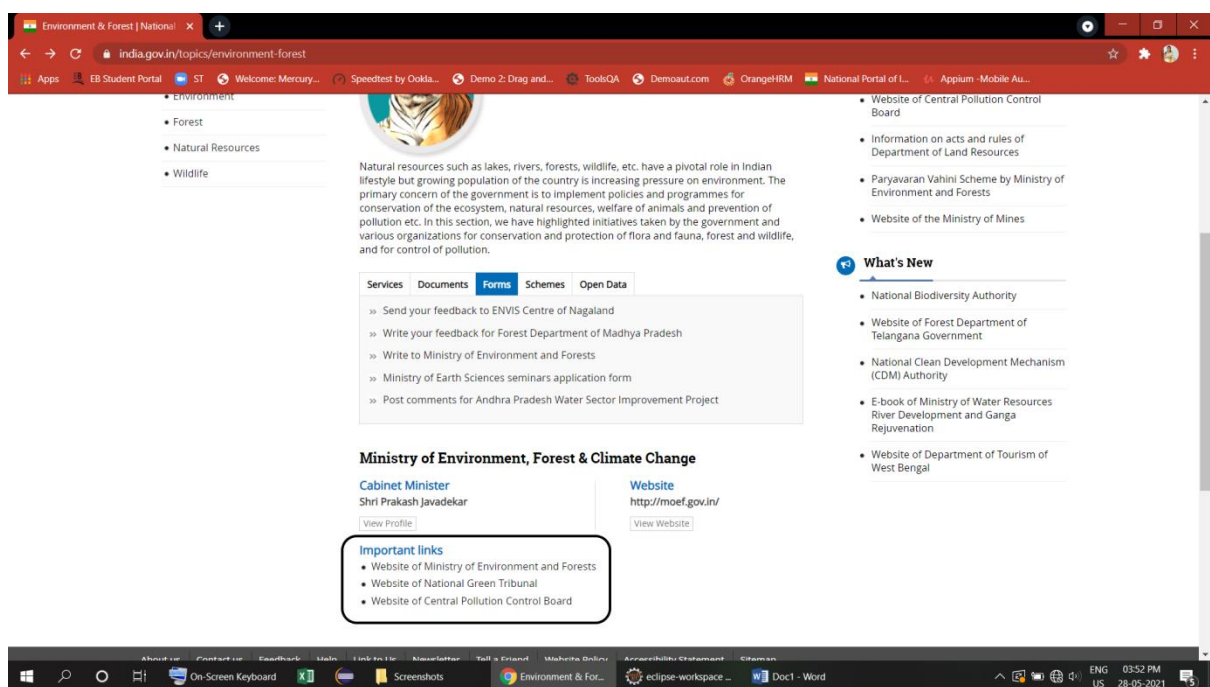 Environment & Forest | National
india.gov.in/topics/environment-forest
Apps EB Student Portal ST Welcome: Mercury... Speedtest by Ookla... Demo 2: Drag and... ToolsQA Demoaut.com OrangeHRM National Portal of I... Appium -Mobile Au...
• Environment
• Forest
• Natural Resources
• Wildlife
Natural resources such as lakes, rivers, forests, wildlife, etc. have a pivotal role in Indian
lifestyle but growing population of the country is increasing pressure on environment. The
primary concern of the government is to implement policies and programmes for
conservation of the ecosystem, natural resources, welfare of animals and prevention of
pollution etc. In this section, we have highlighted initiatives taken by the government and
various organizations for conservation and protection of flora and fauna, forest and wildlife,
and for control of pollution.
Services Documents Forms Schemes Open Data
» Send your feedback to ENVIS Centre of Nagaland
» Write your feedback for Forest Department of Madhya Pradesh
» Write to Ministry of Environment and Forests
» Ministry of Earth Sciences seminars application form
» Post comments for Andhra Pradesh Water Sector Improvement Project
Ministry of Environment, Forest & Climate Change
Cabinet Minister
Shri Prakash Javadekar
View Profile
Website
http://moef.gov.in/
View Website
Important links
• Website of Ministry of Environment and Forests
• Website of National Green Tribunal
• Website of Central Pollution Control Board
• Website of Central Pollution Control
Board
• Information on acts and rules of
Department of Land Resources
• Paryavaran Vahini Scheme by Ministry of
Environment and Forests
• Website of the Ministry of Mines
What's New
• National Biodiversity Authority
• Website of Forest Department of
Telangana Government
• National Clean Development Mechanism
(CDM) Authority
• E-book of Ministry of Water Resources
River Development and Ganga
Rejuvenation
• Website of Department of Tourism of
West Bengal
About us Contact us Feedback Help Link to Us Newsletter Tell a Friend Website Policy Accessibility Statement Sitemap
On-Screen Keyboard Screenshots Environment & For... eclipse-workspace ... Doc1 - Word
ENG 03:52 PM
US 28-05-2021 5